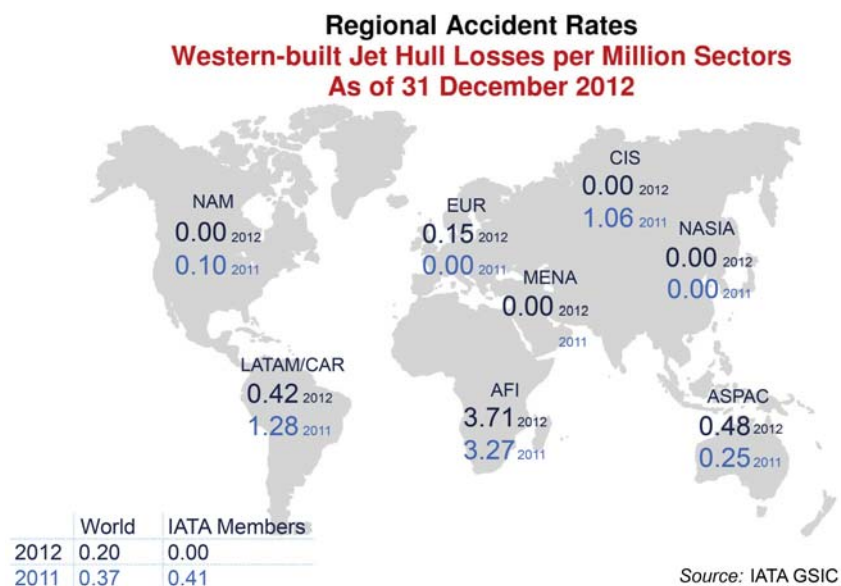 Regional Accident Rates
Western-built Jet Hull Losses per Million Sectors
As of 31 December 2012
CIS
0.00 2012
1.06 2011
NAM
0.00 2012
0.10 2011
EUR
0.15 2012
0.00 2011
NASIA
0.00 2012
0.00 2011
MENA
0.00 2012
2011
LATAM/CAR
0.42 2012
1.28 2011
AFI
3.71 2012
3.27 2011
ASPAC
0.48 2012
0.25 2011
World IATA Members
2012 0.20 0.00
2011 0.37 0.41
Source: IATA GSIC